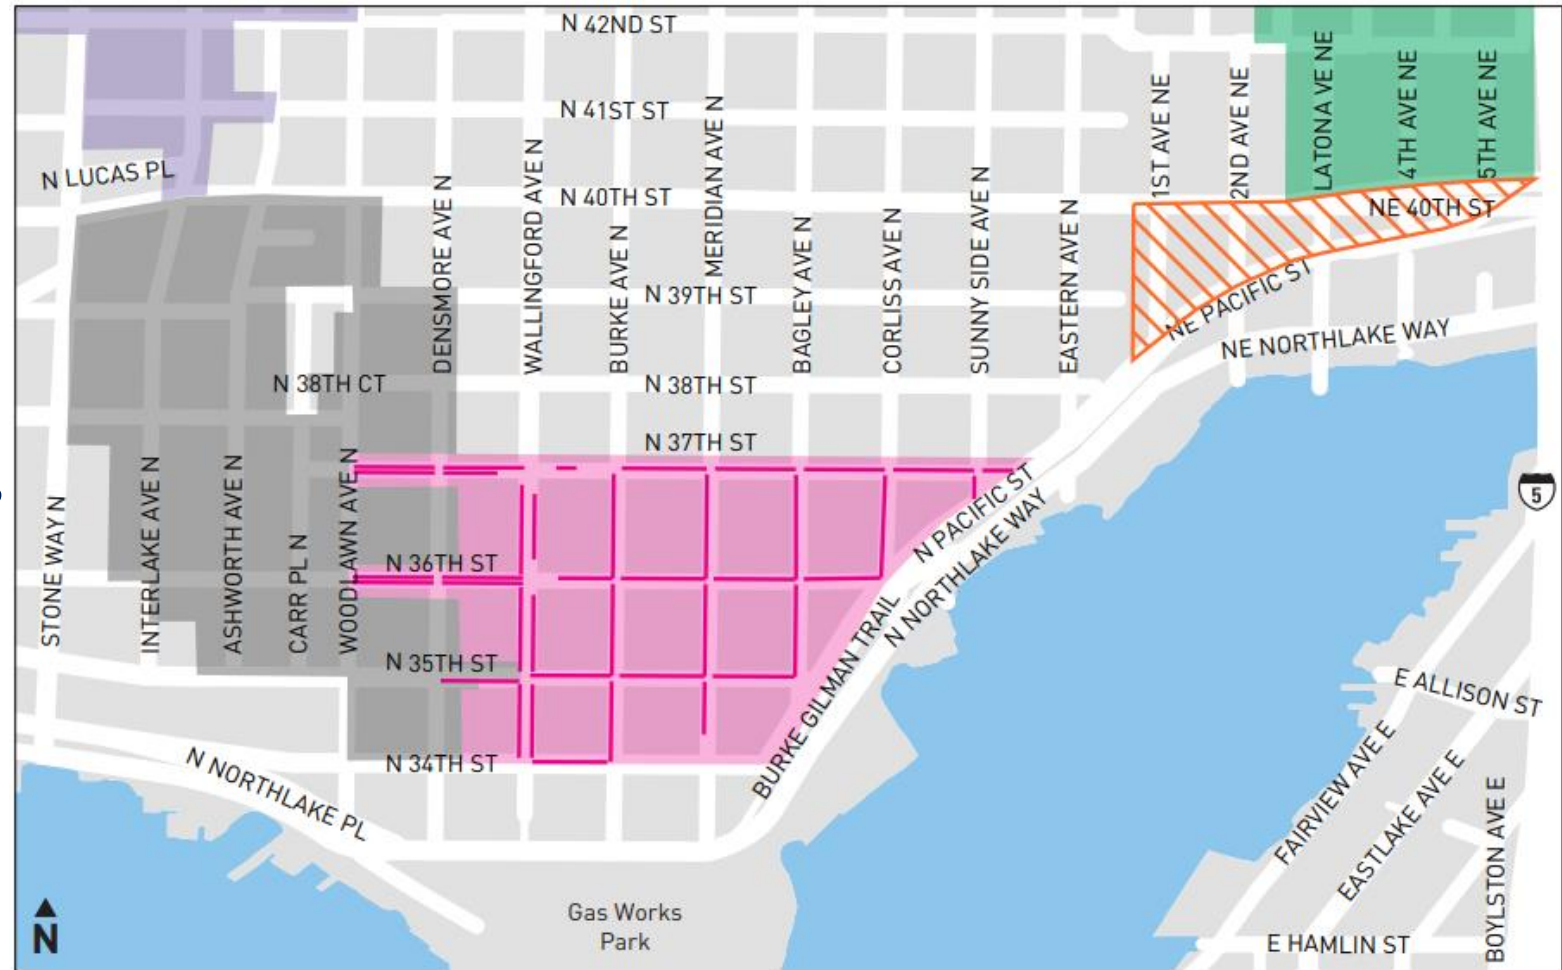 N 42ND ST
LATONA VE NE
4TH AVE NE
5TH AVE NE
1ST AVE NE
2ND AVE NE
N 41ST ST
MERIDIAN AVE N
WALLINGFORD AVE N
N LUCAS PL
DENSMORE AVE N
N 40TH ST
SUNNY SIDE AVE N
EASTERN AVE N
NE 40TH ST
BURKE AVE N
BAGLEY AVE N
CORLISS AVE N
N 39TH ST
NE PACIFIC ST
NE NORTHLAKE WAY
N 38TH CT
N 38TH ST
N 37TH ST
INTERLAKE AVE N
ASHWORTH AVE N
WOODLAWN AVE N
STONE WAY N
CARR PL N
N PACIFIC ST
N NORTHLAKE WAY
5
N 36TH ST
BURKE GILMAN TRAIL
N 35TH ST
E ALLISON ST
N 34TH ST
N NORTHLAKE PL
FAIRVIEW AVE E
EASTLAKE AVE E
BOYLSTON AVE E
Gas Works
Park
N
E HAMLIN ST